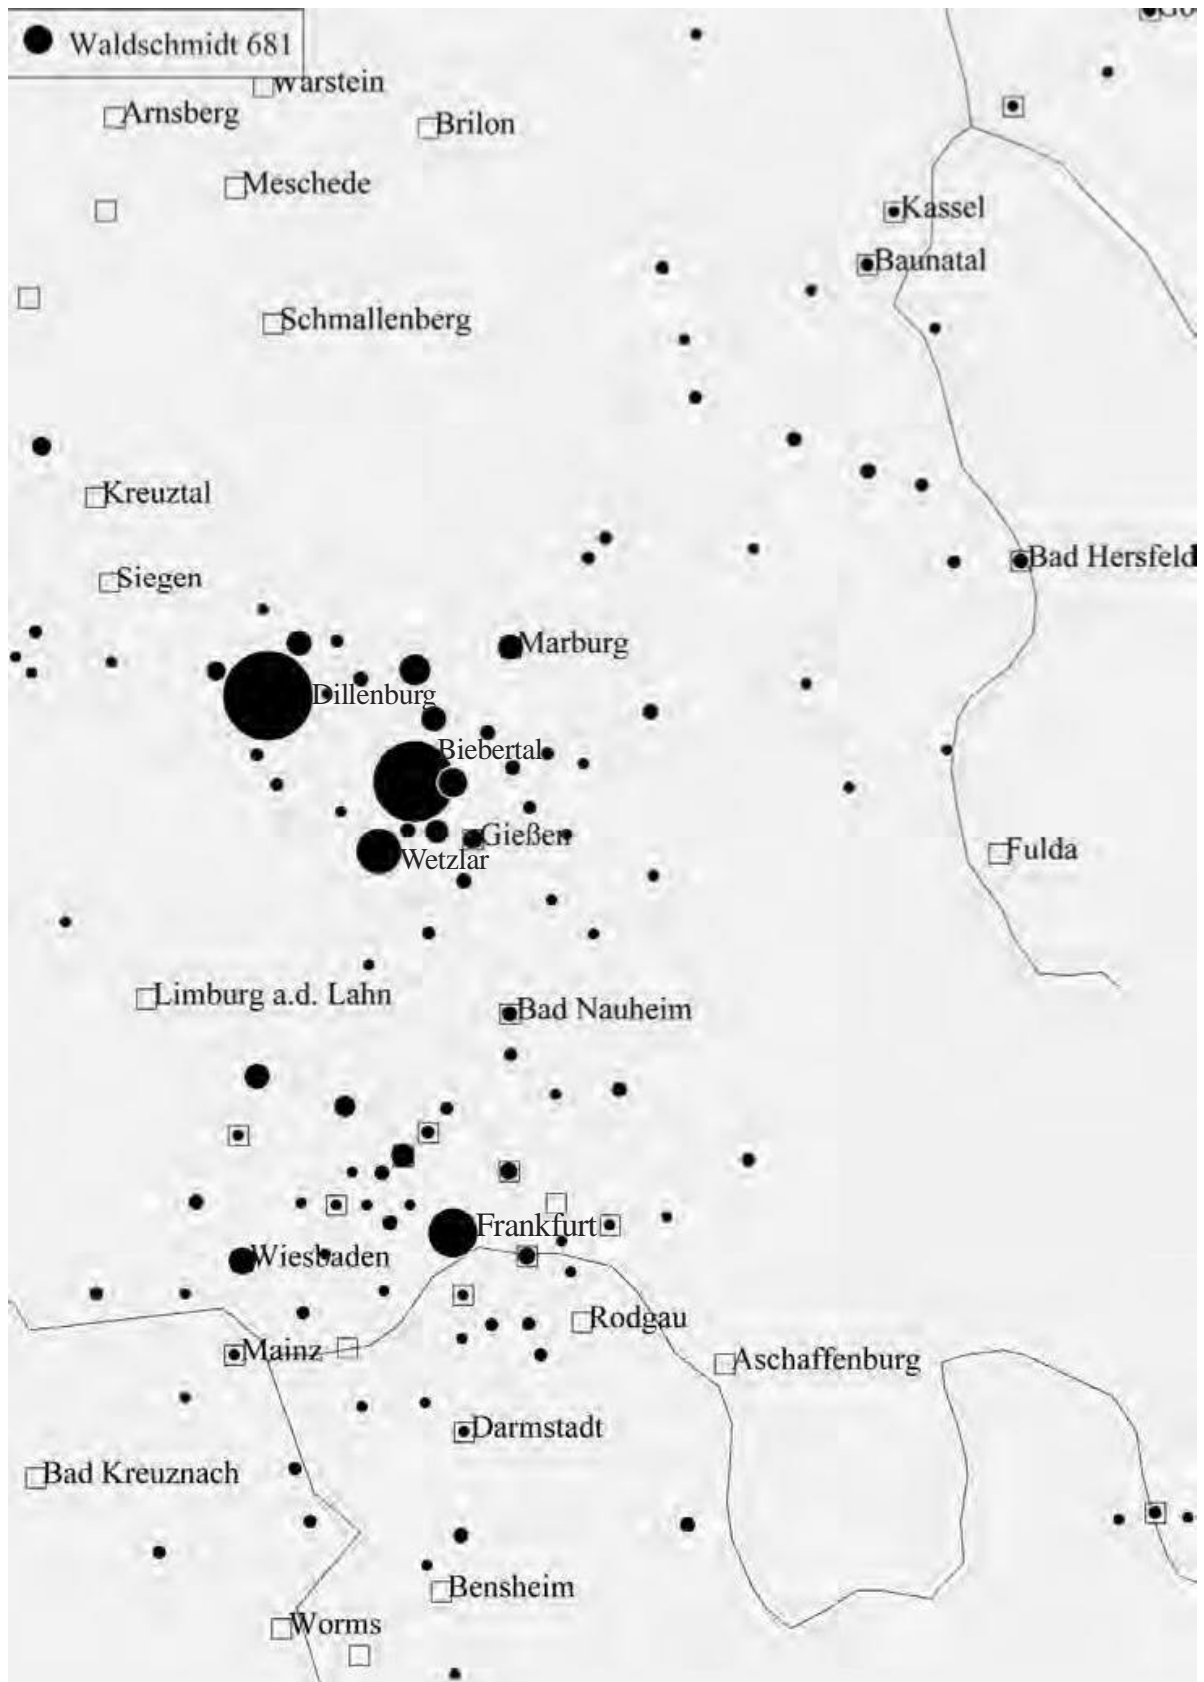 Waldschmidt 681
Warstein
Arnsberg
Brilon
Meschede
Kassel
Baunatal
Schmallenberg
Kreuztal
Bad Hersfeld
Siegen
Marburg
Dillenburg
Biebertal
Gießen
Wetzlar
Fulda
Limburg a.d. Lahn
Bad Nauheim
Frankfurt
Wiesbaden
Rodgau
Mainz
Aschaffenburg
Darmstadt
Bad Kreuznach
Bensheim
Worms